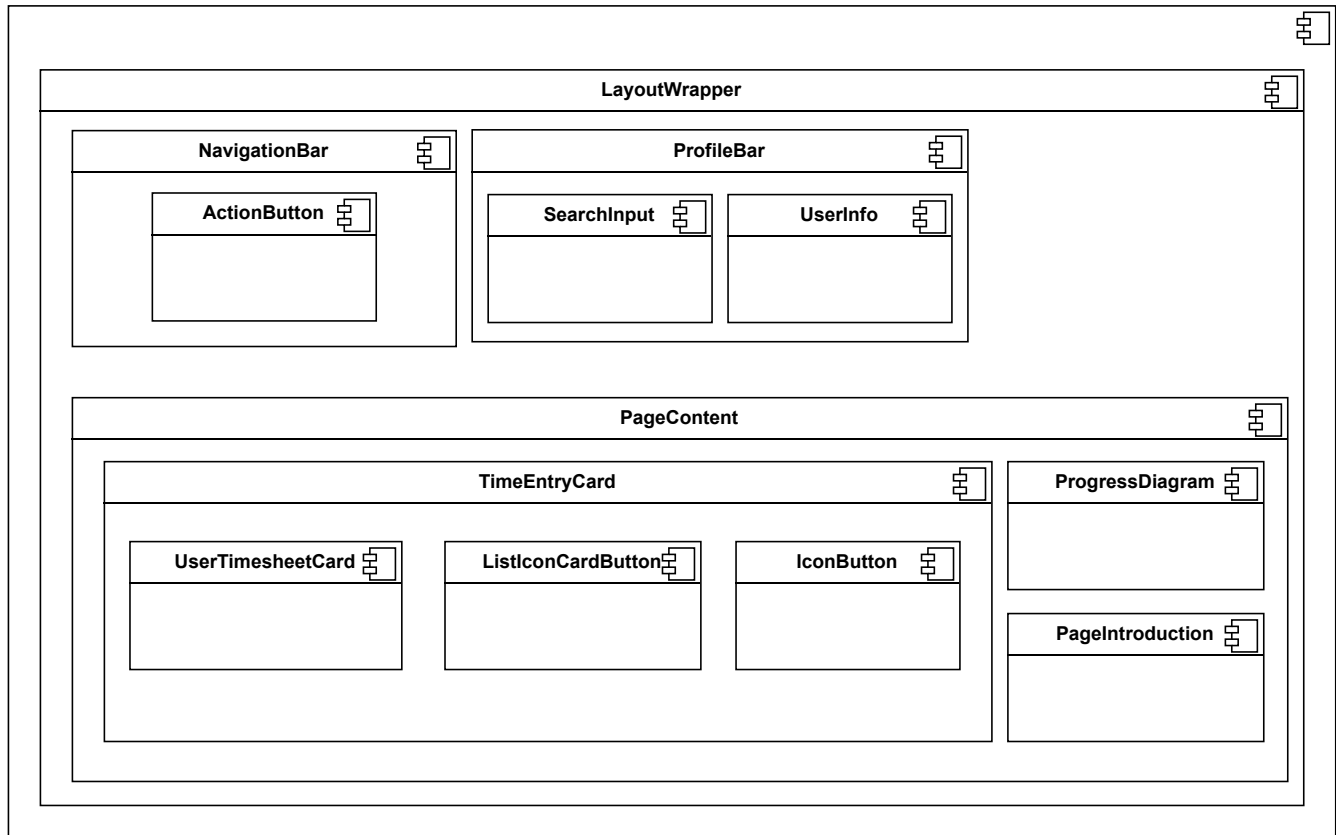 LayoutWrapper
NavigationBar
ProfileBar
ActionButton
SearchInput
UserInfo
PageContent
TimeEntryCard
ProgressDiagram
UserTimesheetCard
ListIconCardButton
IconButton
PageIntroduction